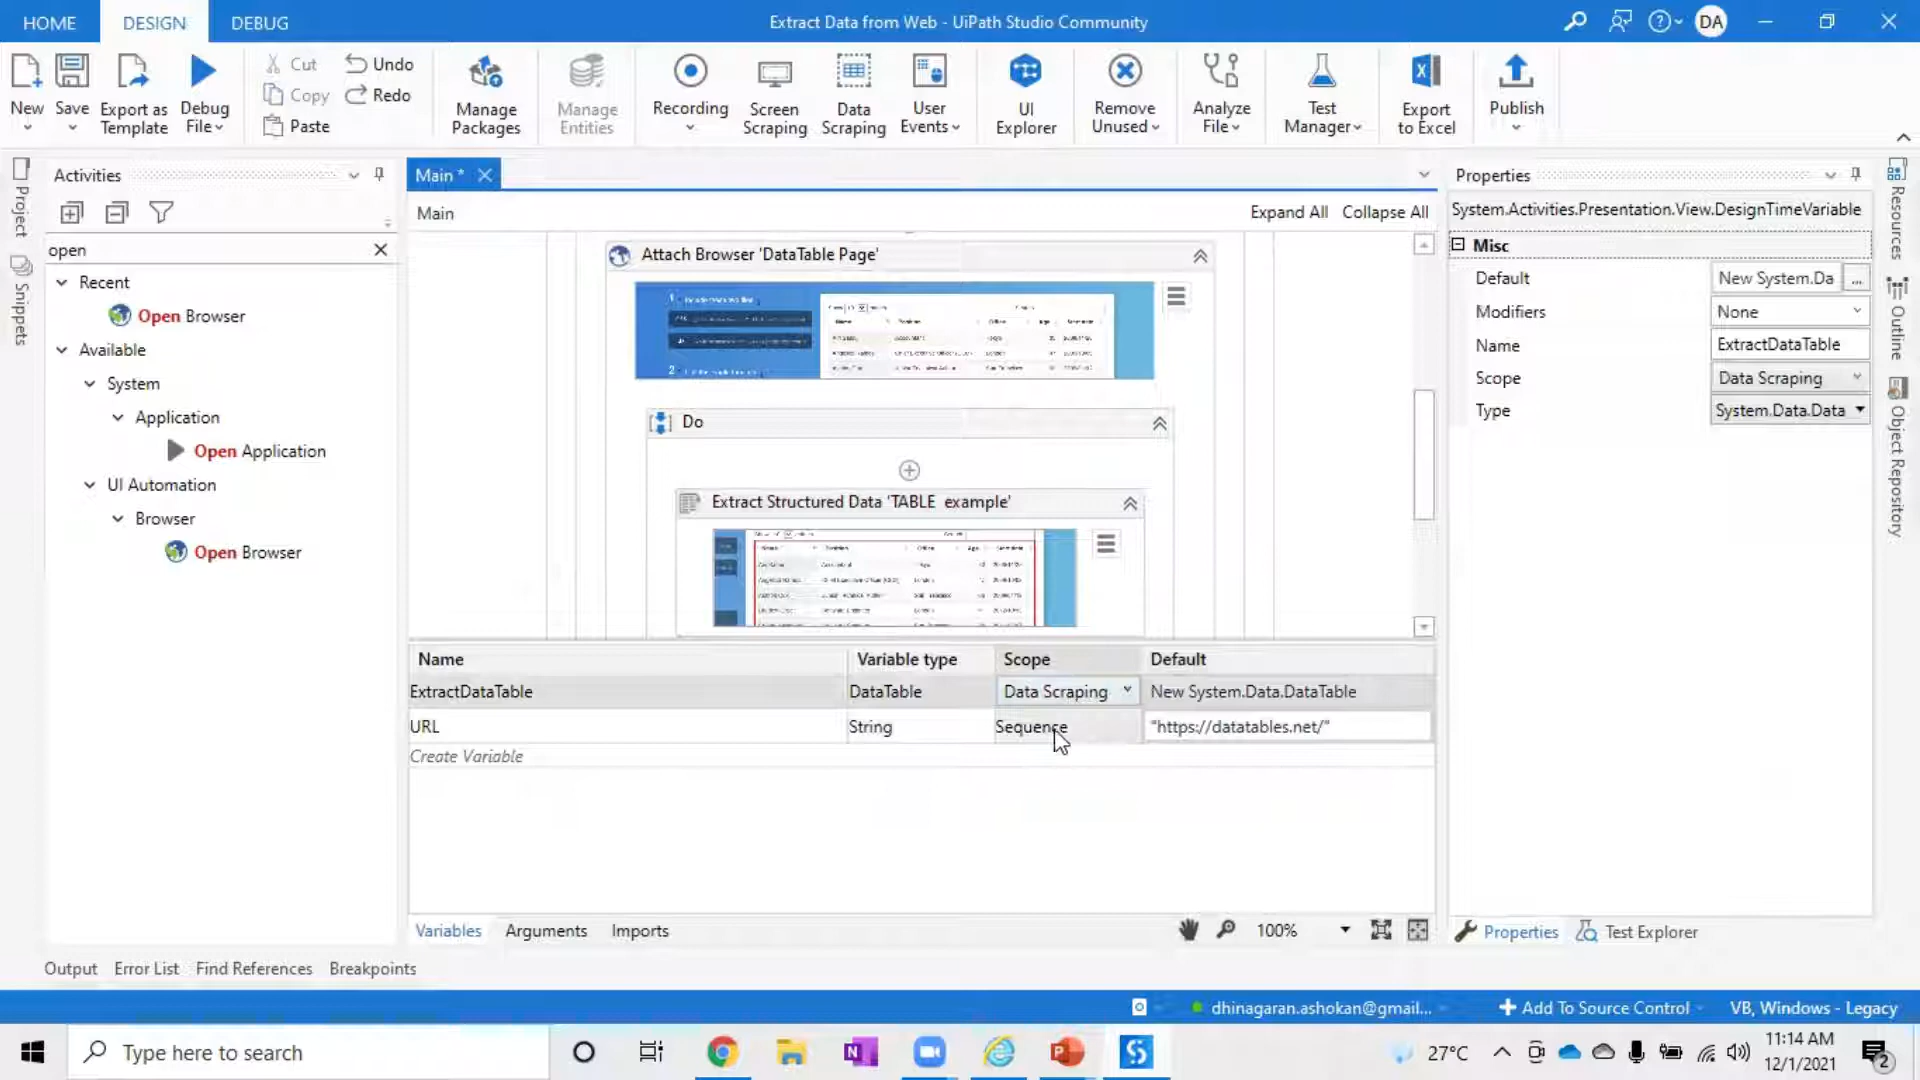 HOME DESIGN DEBUG Extract Data from Web - UiPath Studio Community DA
New Save Export as Template Debug File Cut Copy Paste Undo Redo Manage Packages Manage Entities Recording Screen Scraping Data Scraping User Events UI Explorer Remove Unused Analyze File Test Manager Export to Excel Publish
Project
Snippets
Activities
open
Recent
Open Browser
Available
System
Application
Open Application
UI Automation
Browser
Open Browser
Main *
Main Expand All Collapse All
Attach Browser 'DataTable Page'
Do
Extract Structured Data 'TABLE example'
Name Variable type Scope Default
ExtractDataTable DataTable Data Scraping New System.Data.DataTable
URL String Sequence "https://datatables.net/"
Create Variable
Variables Arguments Imports 100%
Properties
System.Activities.Presentation.View.DesignTimeVariable
Misc
Default New System.Da ...
Modifiers None
Name ExtractDataTable
Scope Data Scraping
Type System.Data.Data
Properties Test Explorer
Resources
Outline
Object Repository
Output Error List Find References Breakpoints
dhinagaran.ashokan@gmail... Add To Source Control VB, Windows - Legacy
Type here to search 27°C 11:14 AM
12/1/2021 2